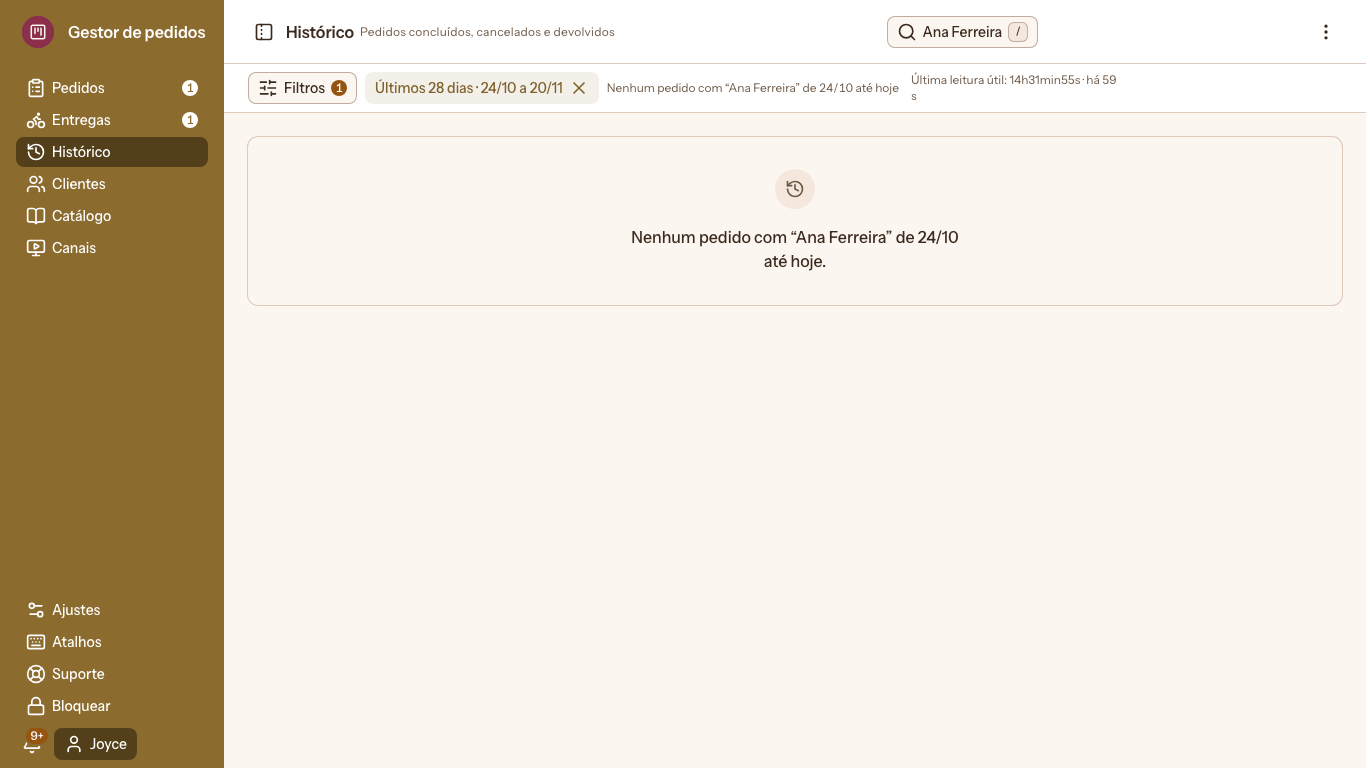 Gestor de pedidos
Pedidos 1
Entregas 1
Histórico
Clientes
Catálogo
Canais
Ajustes
Atalhos
Suporte
Bloquear
9+
Joyce
Histórico Pedidos concluídos, cancelados e devolvidos
Ana Ferreira /
Filtros 1
Últimos 28 dias · 24/10 a 20/11
Nenhum pedido com “Ana Ferreira” de 24/10 até hoje
Última leitura útil: 14h31min55s · há 59
s
Nenhum pedido com “Ana Ferreira” de 24/10
até hoje.